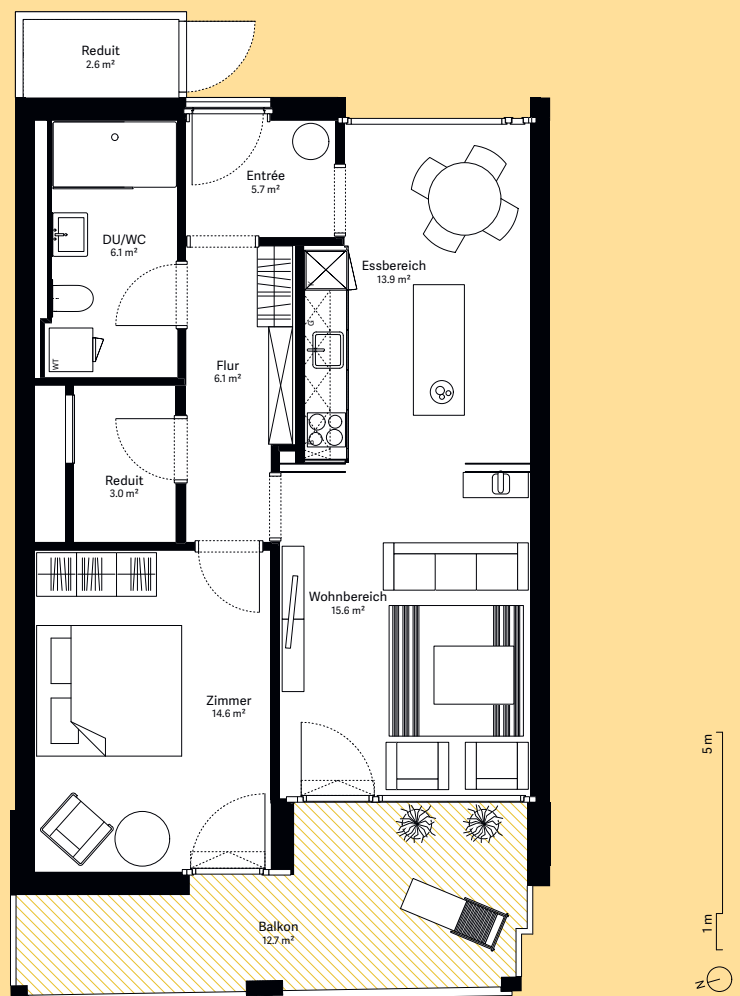 Reduit
2.6 m²
Entrée
5.7 m²
DU/WC
6.1 m²
Essbereich
13.9 m²
G
WT
Flur
6.1 m²
Reduit
3.0 m²
Wohnbereich
15.6 m²
Zimmer
14.6 m²
5 m
1 m
Balkon
12.7 m²
N